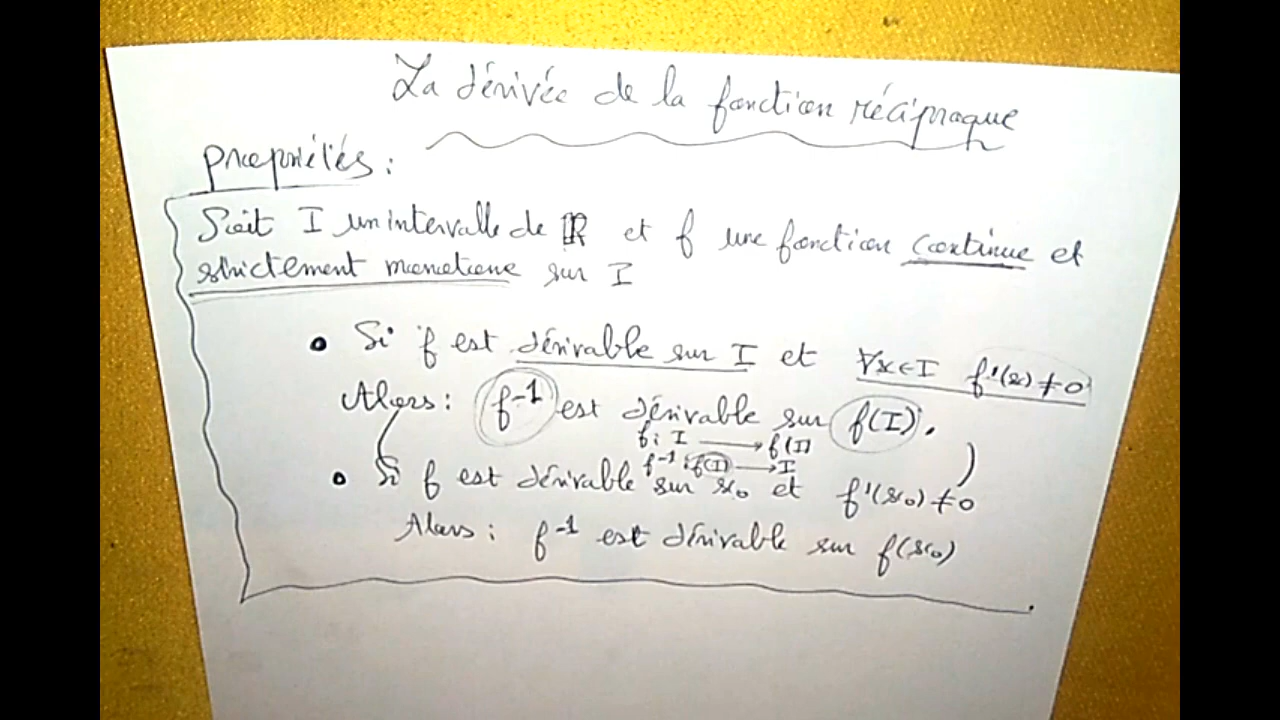 La dérivée de la fonction réciproque
propriétés :
Soit I un intervalle de ℝ et f une fonction continue et
strictement monotone sur I
• Si f est dérivable sur I et ∀x∈I f'(x)≠0
Alors : f⁻¹ est dérivable sur f(I).
f : I → f(I)
f⁻¹ : f(I) → I
• Si f est dérivable sur x₀ et f'(x₀)≠0
Alors : f⁻¹ est dérivable sur f(x₀)